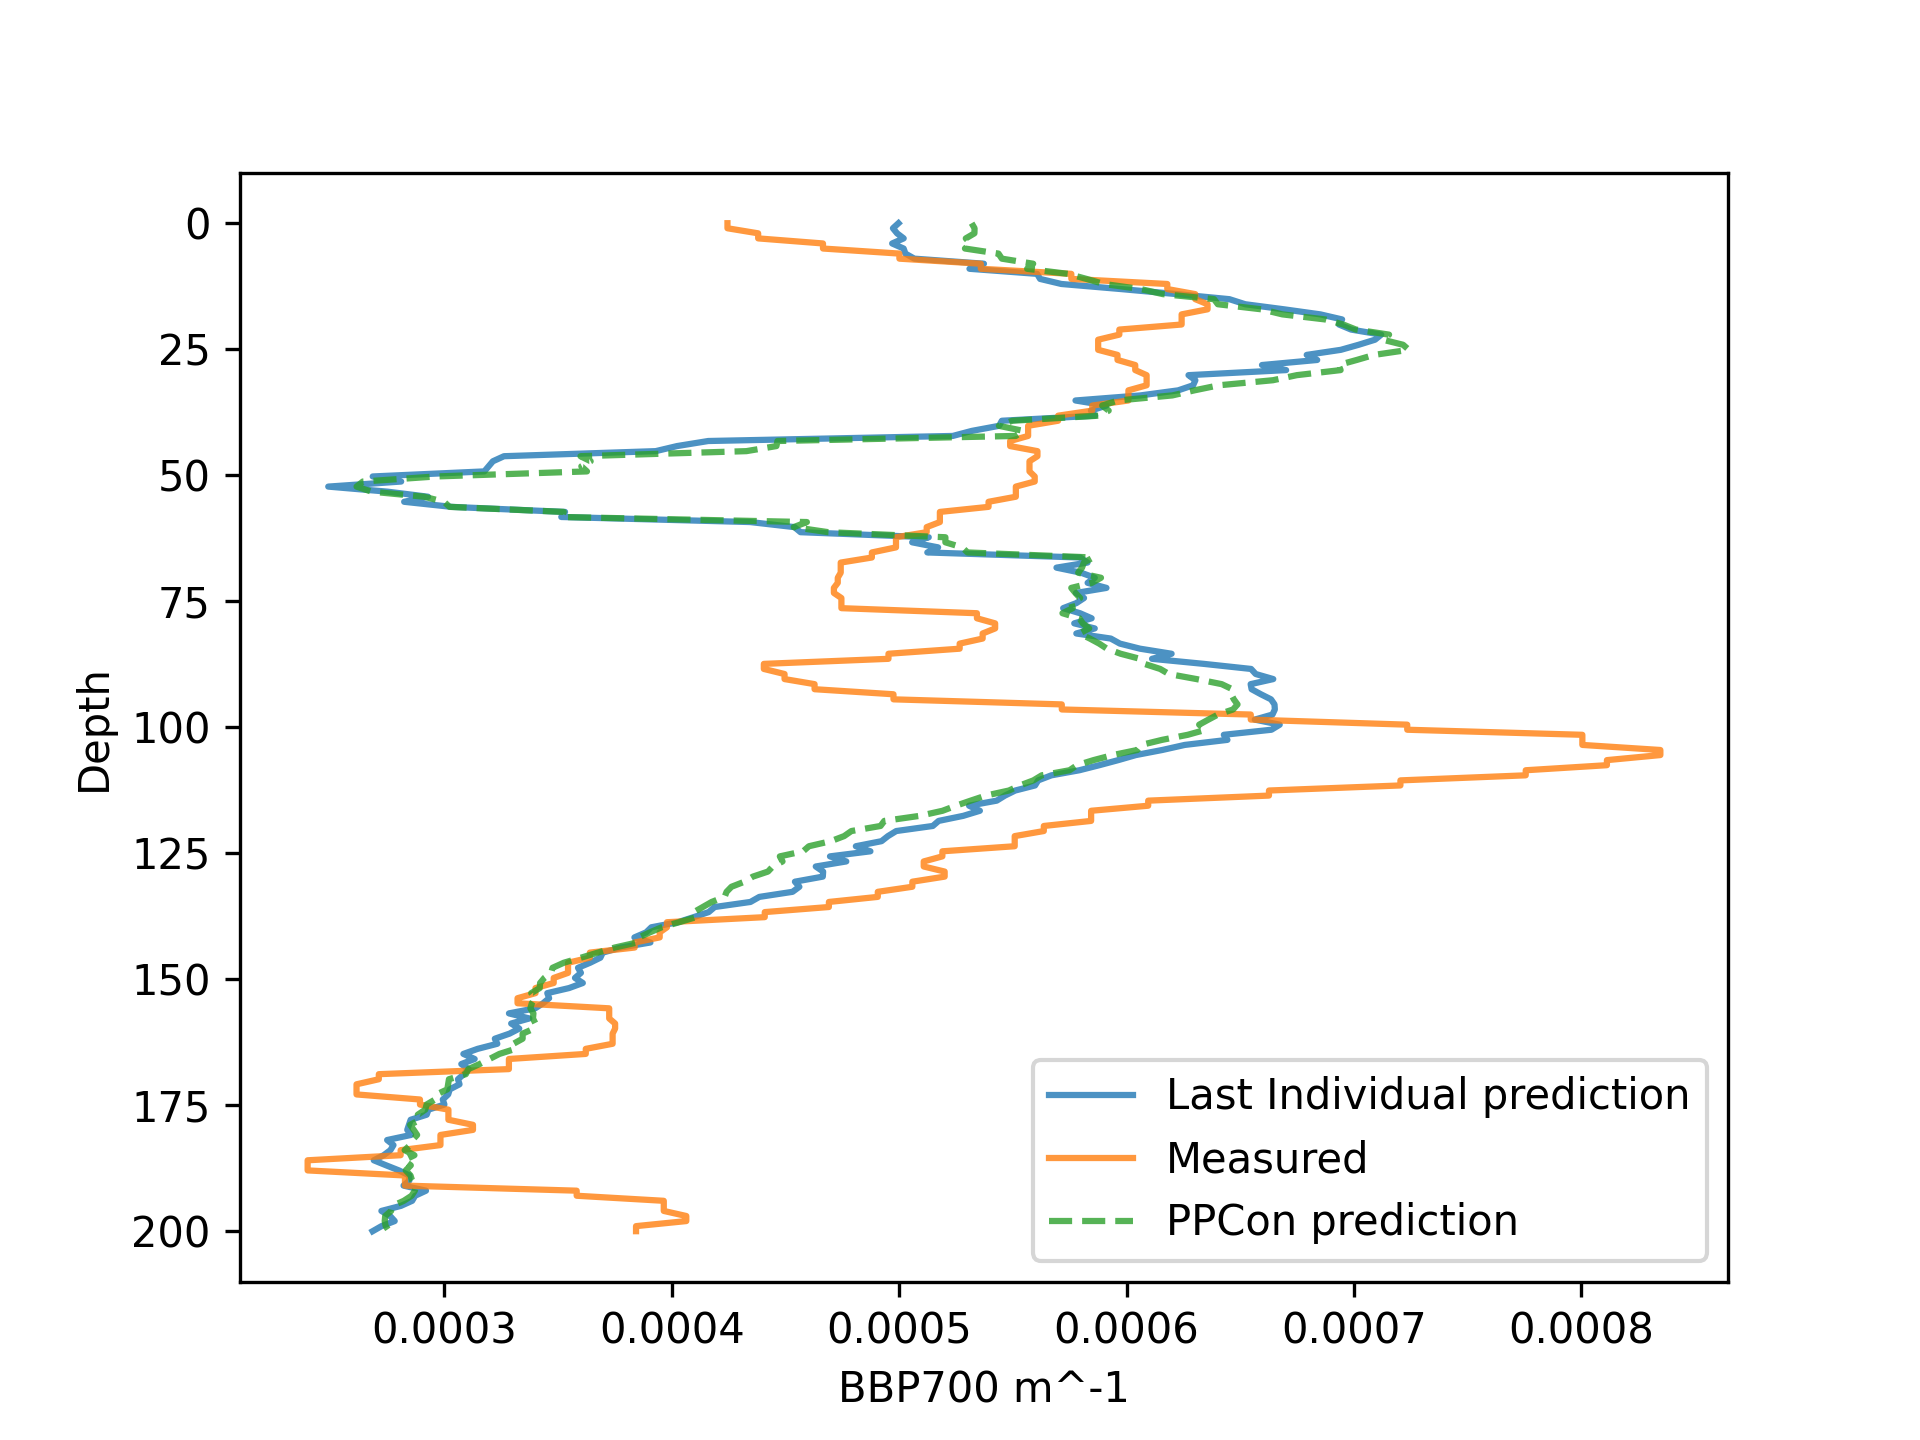 0
25
50
75
100
125
150
175
200
Depth
0.0003 0.0004 0.0005 0.0006 0.0007 0.0008
BBP700 m^-1
Last Individual prediction
Measured
PPCon prediction